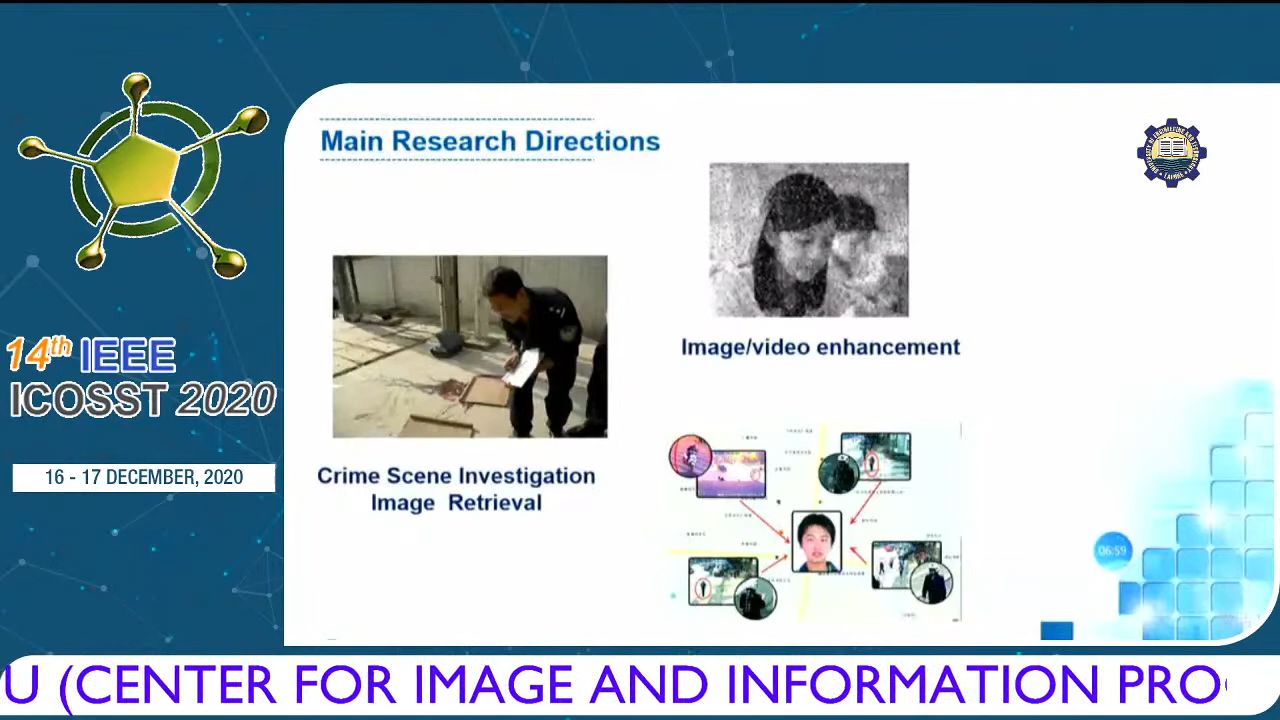 14th IEEE
ICOSST 2020
16 - 17 DECEMBER, 2020
Main Research Directions
Image/video enhancement
Crime Scene Investigation
Image Retrieval
06:59
U (CENTER FOR IMAGE AND INFORMATION PRO